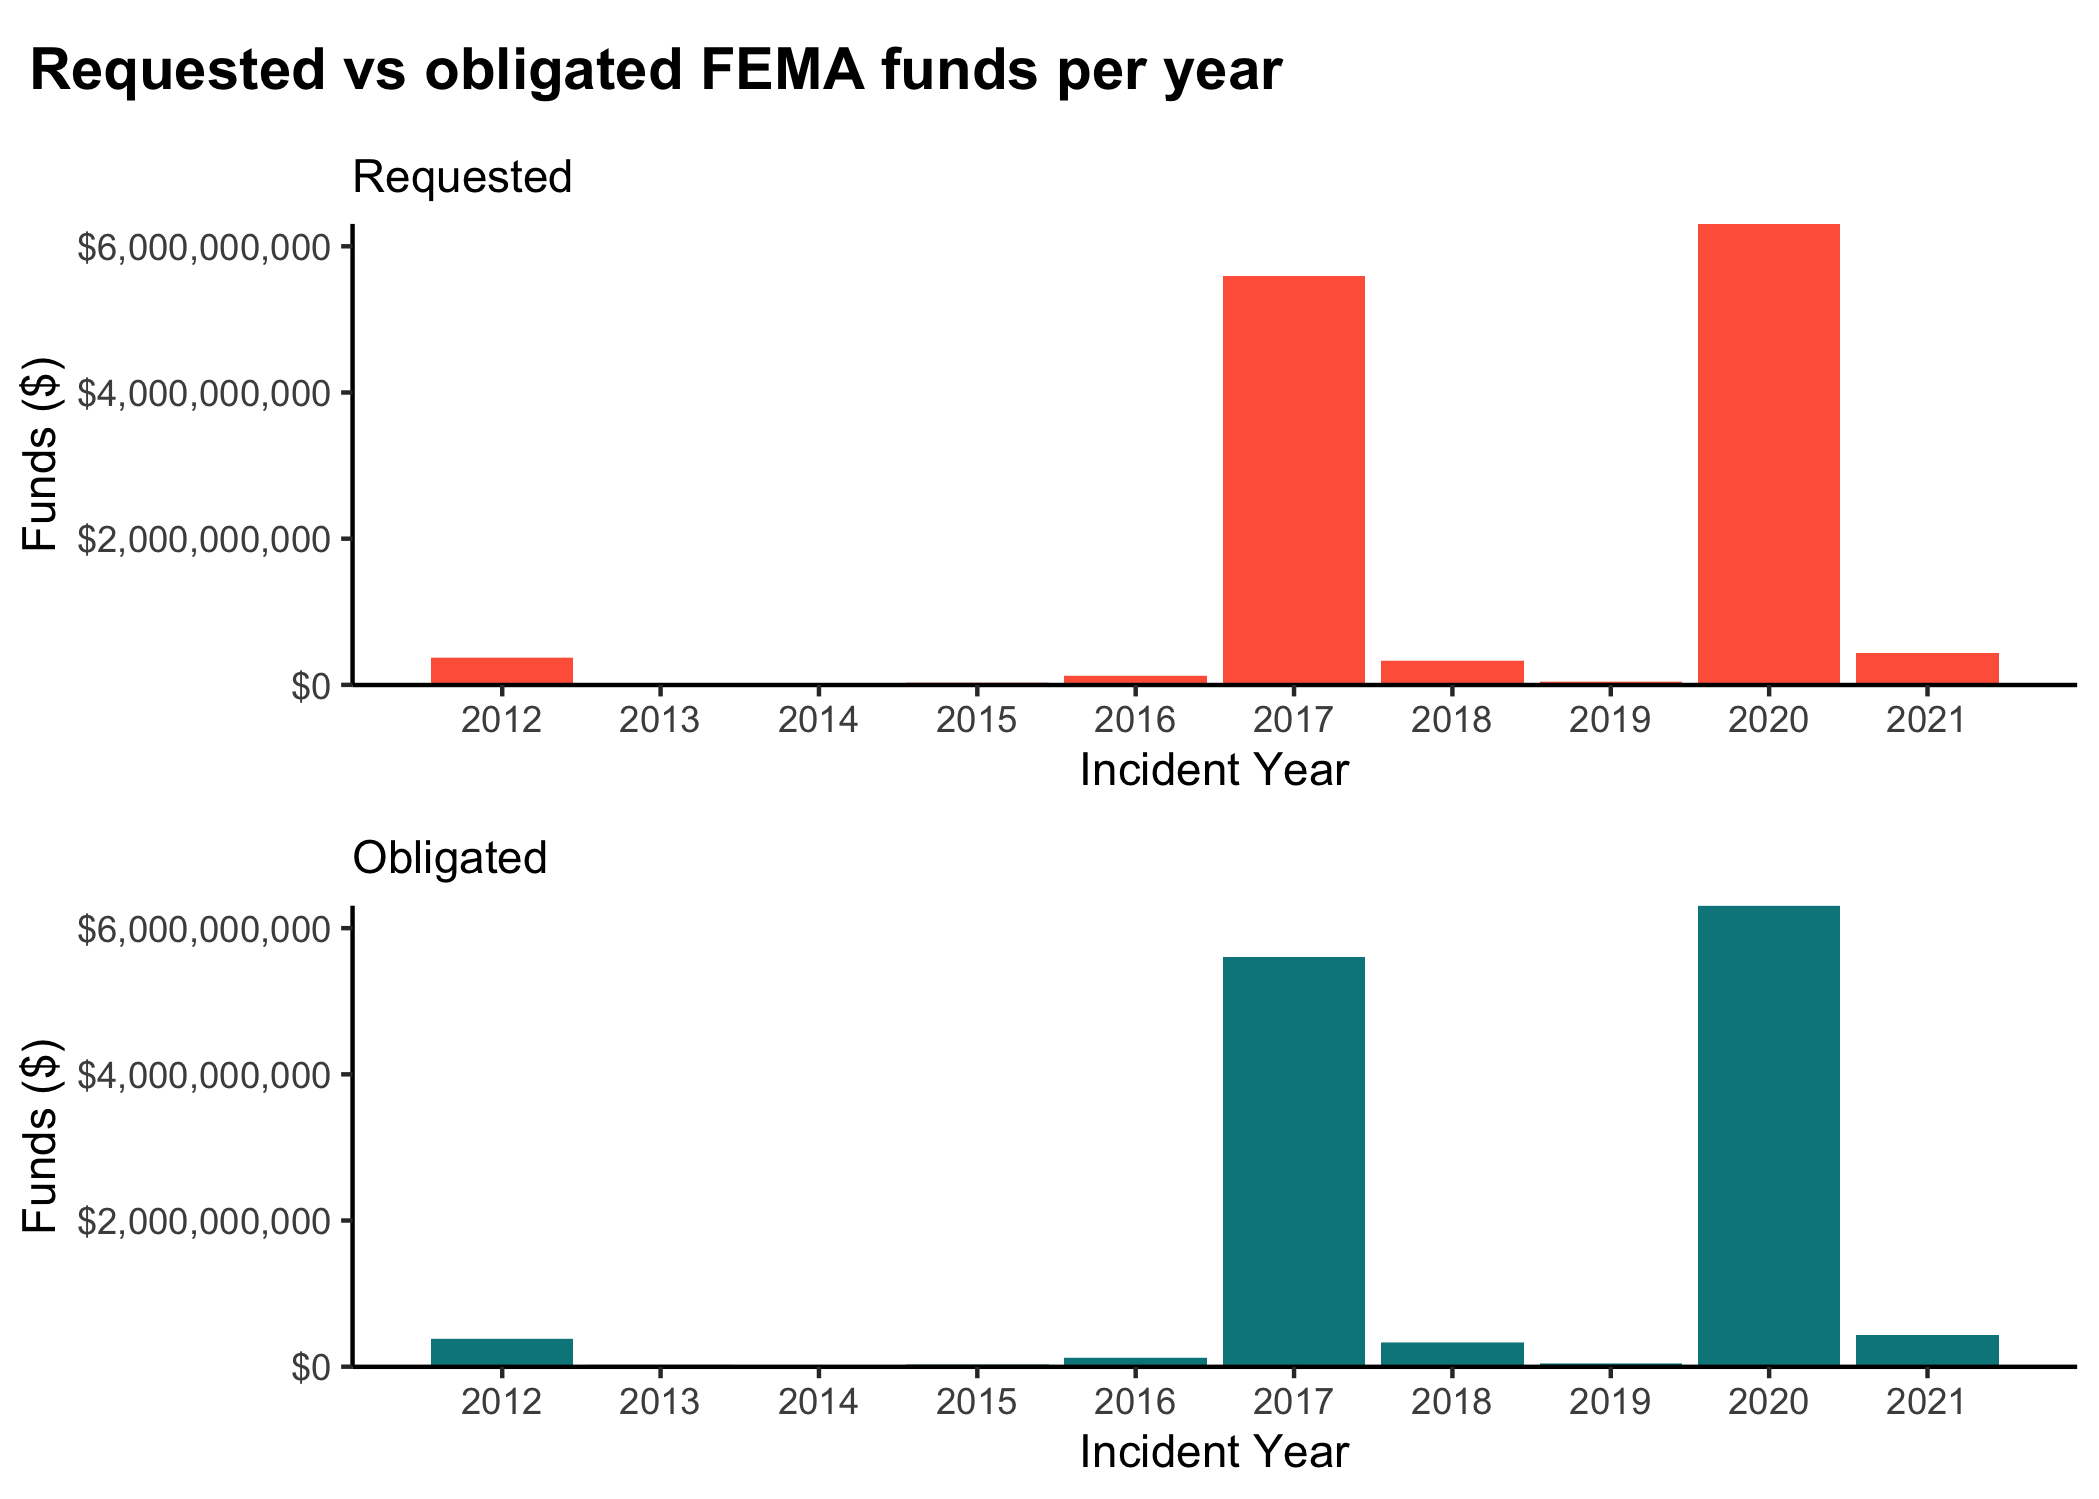 Requested vs obligated FEMA funds per year
Requested
Funds ($)
$6,000,000,000
$4,000,000,000
$2,000,000,000
$0
2012 2013 2014 2015 2016 2017 2018 2019 2020 2021
Incident Year
Obligated
Funds ($)
$6,000,000,000
$4,000,000,000
$2,000,000,000
$0
2012 2013 2014 2015 2016 2017 2018 2019 2020 2021
Incident Year